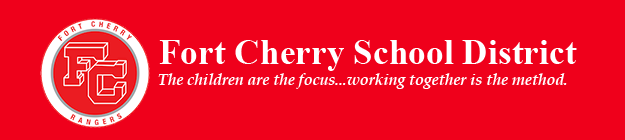 FORT CHERRY
FC
RANGERS
Fort Cherry School District
The children are the focus...working together is the method.